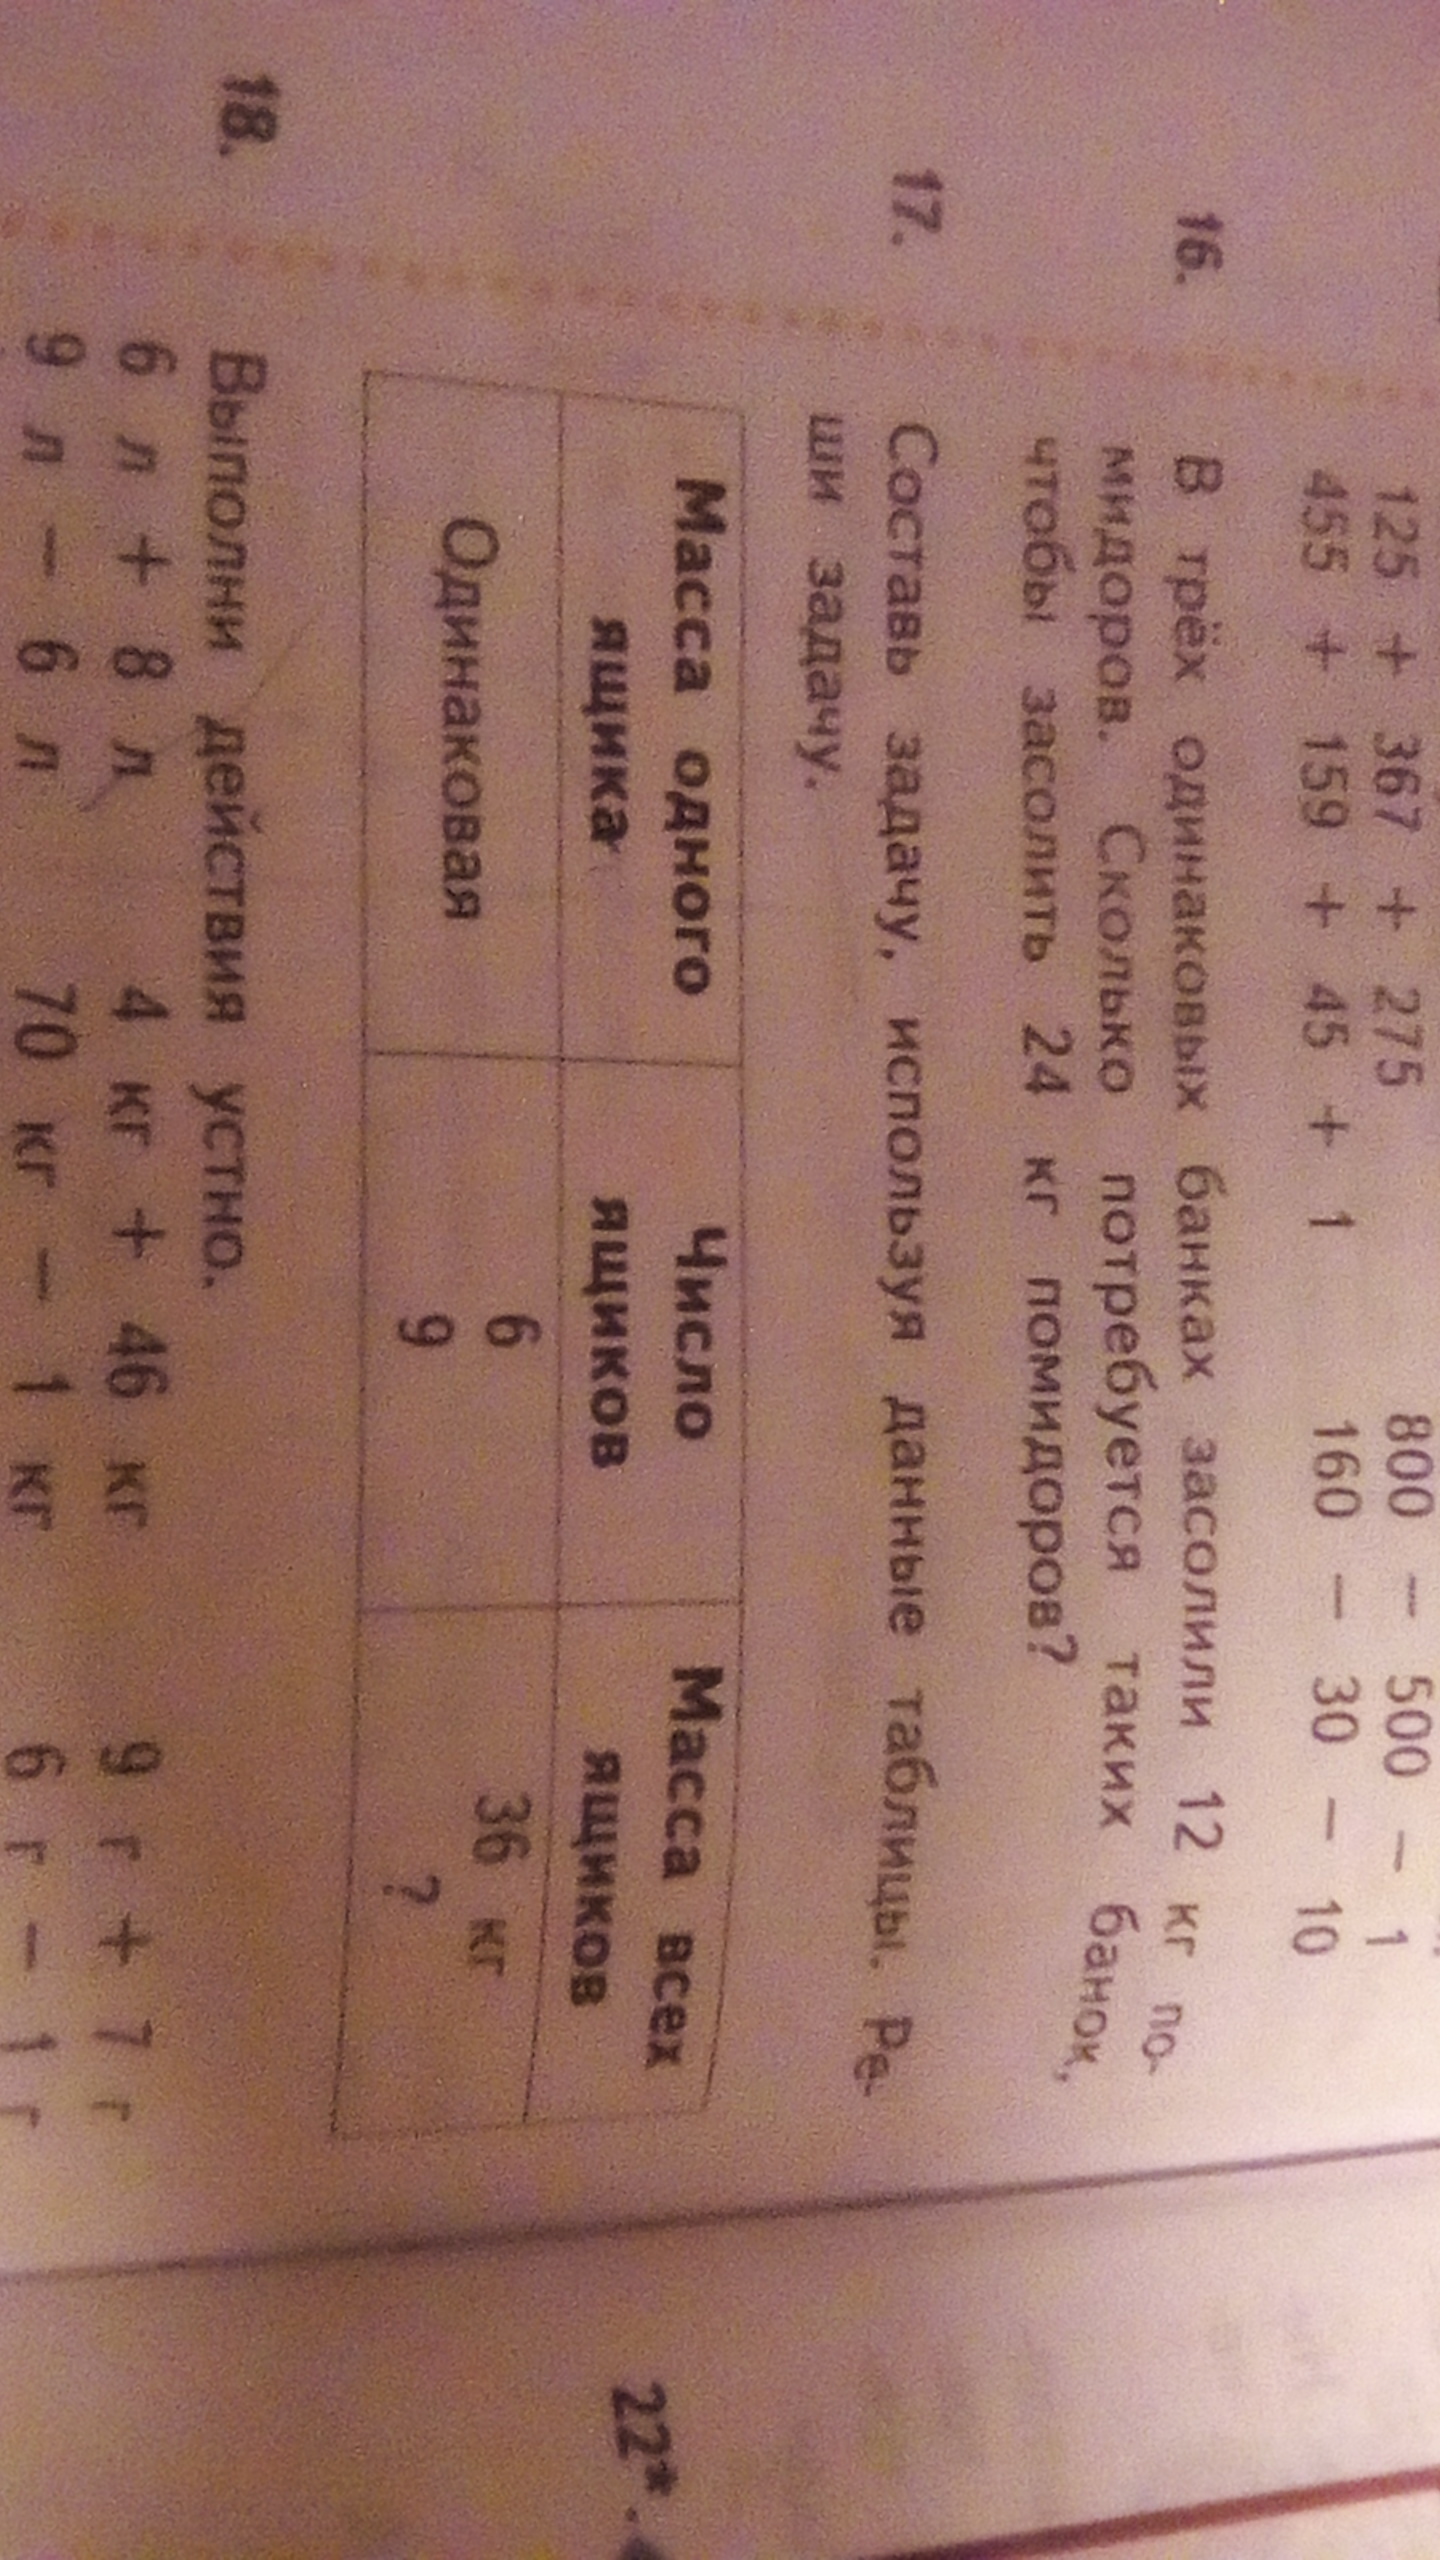 125 + 367 + 275 800 − 500 − 1
455 + 159 + 45 + 1 160 − 30 − 10
16. В трёх одинаковых банках засолили 12 кг по-
мидоров. Сколько потребуется таких банок,
чтобы засолить 24 кг помидоров?
17. Составь задачу, используя данные таблицы. Ре-
ши задачу.
Масса одного ящика
Число ящиков
Масса всех ящиков
Одинаковая
6 36 кг
9 ?
18. Выполни действия устно.
6 л + 8 л 4 кг + 46 кг 9 г + 7 г
9 л − 6 л 70 кг − 1 кг 6 г − 1 г
22*.